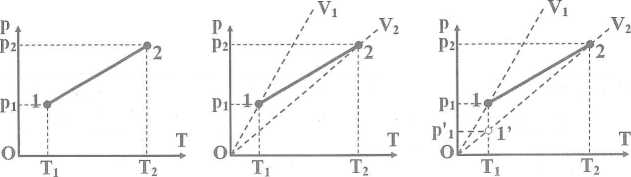 p
p₂
2
p₁
1
O
T₁
T₂
T
p
V₁
V₂
p₂
2
p₁
1
O
T₁
T₂
T
p
V₁
V₂
p₂
2
p₁
1
p'₁
1'
O
T₁
T₂
T